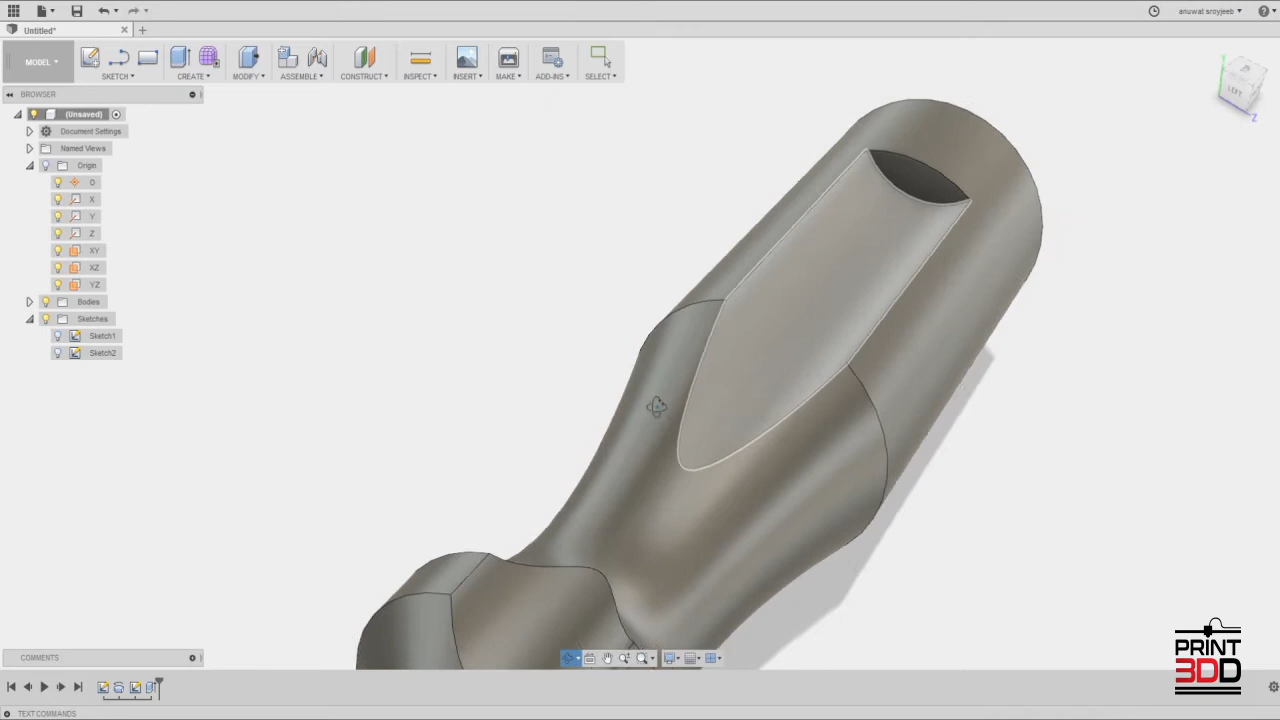 anuwat sroyjeeb
Untitled*
MODEL
SKETCH
CREATE
MODIFY
ASSEMBLE
CONSTRUCT
INSPECT
INSERT
MAKE
ADD-INS
SELECT
BROWSER
(Unsaved)
Document Settings
Named Views
Origin
O
X
Y
Z
XY
XZ
YZ
Bodies
Sketches
Sketch1
Sketch2
LEFT
Z
COMMENTS
TEXT COMMANDS
PRINT
3DD